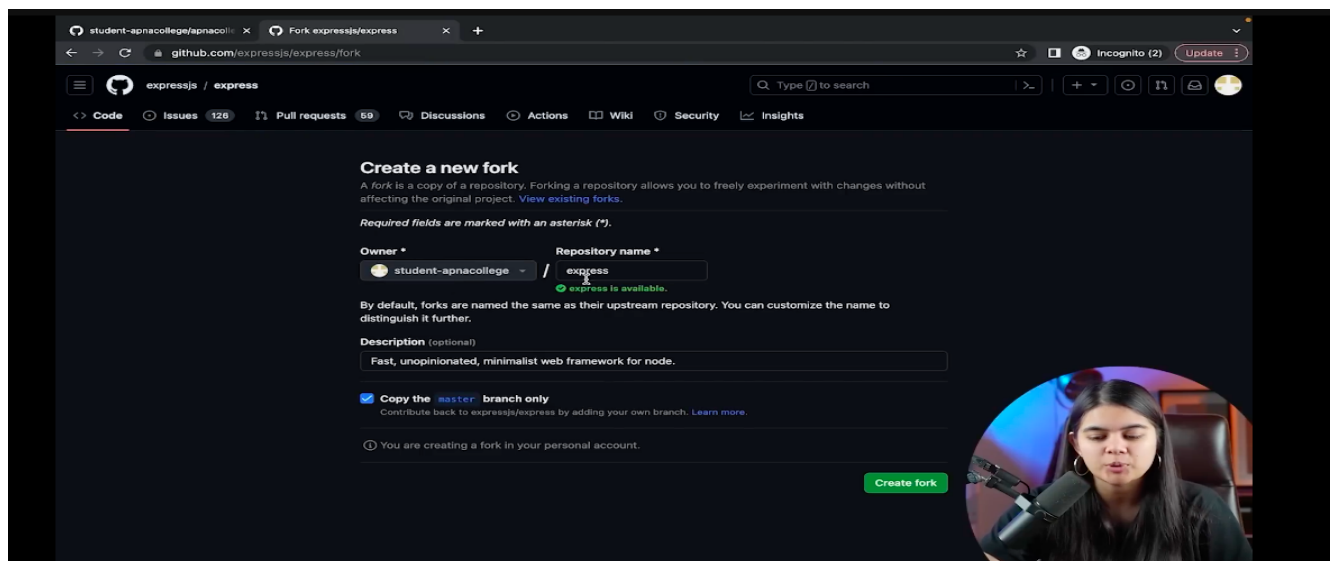 student-apnacollege/apnacolle
Fork expressjs/express
github.com/expressjs/express/fork
Incognito (2)
Update
expressjs / express
Type / to search
Code
Issues 126
Pull requests 59
Discussions
Actions
Wiki
Security
Insights
Create a new fork
A fork is a copy of a repository. Forking a repository allows you to freely experiment with changes without
affecting the original project. View existing forks.
Required fields are marked with an asterisk (*).
Owner *
Repository name *
student-apnacollege / express
express is available.
By default, forks are named the same as their upstream repository. You can customize the name to
distinguish it further.
Description (optional)
Fast, unopinionated, minimalist web framework for node.
Copy the master branch only
Contribute back to expressjs/express by adding your own branch. Learn more.
You are creating a fork in your personal account.
Create fork